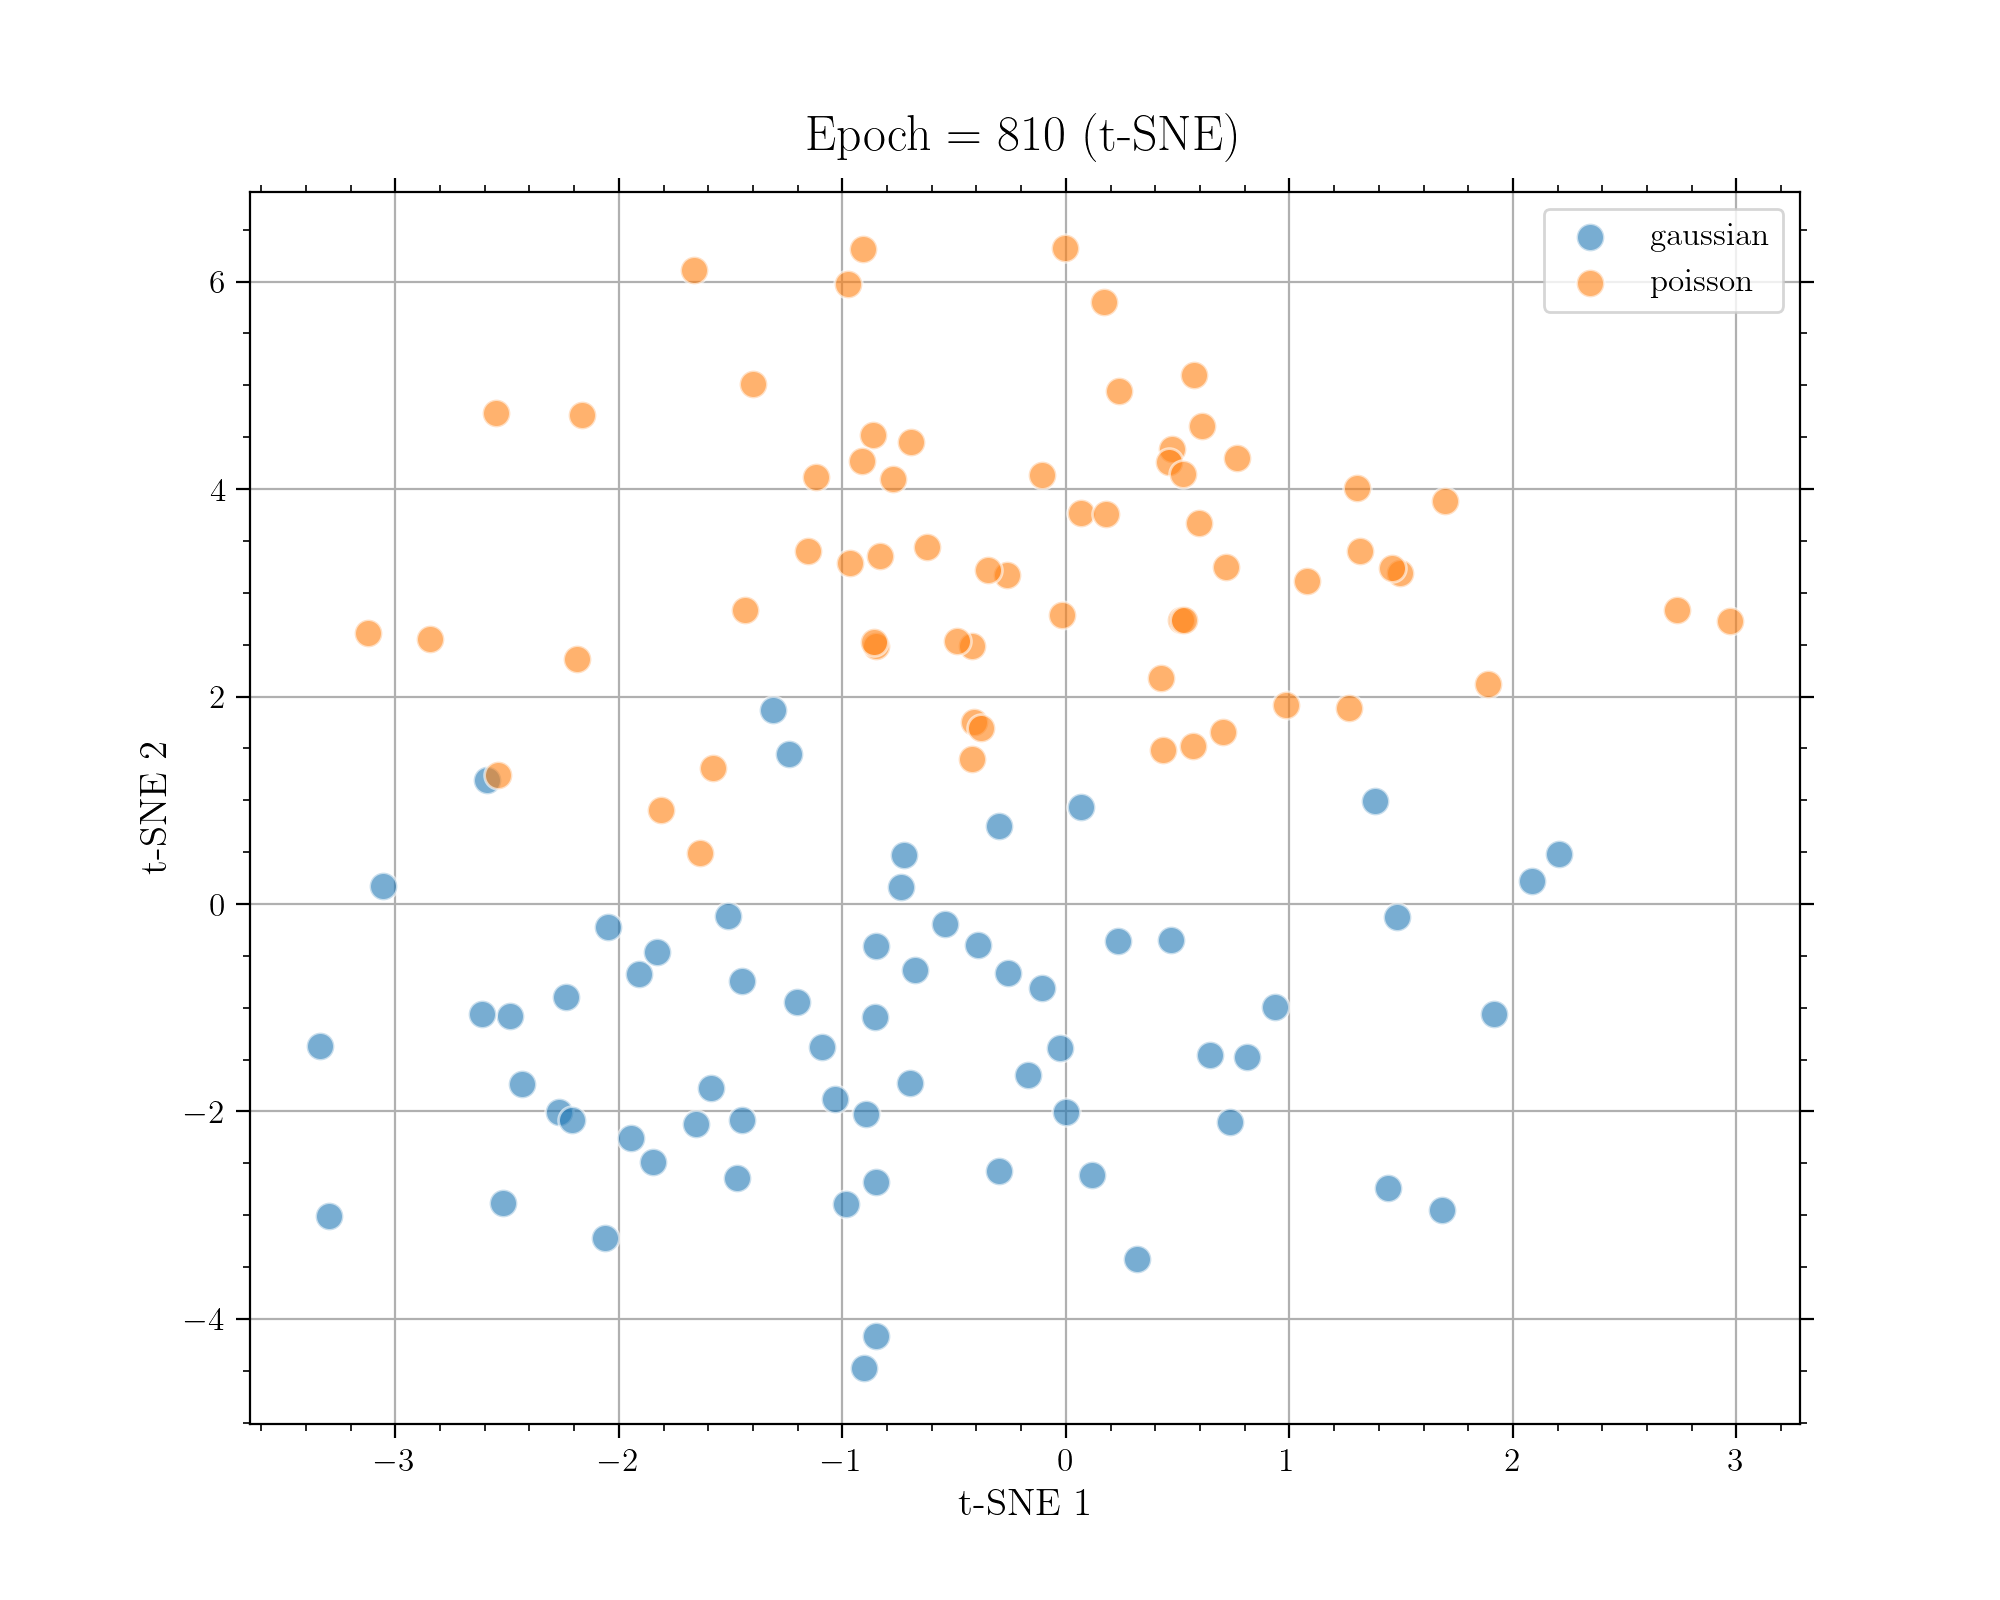 Epoch = 810 (t-SNE)
gaussian
poisson
6
4
2
0
−2
−4
t-SNE 2
−3 −2 −1 0 1 2 3
t-SNE 1